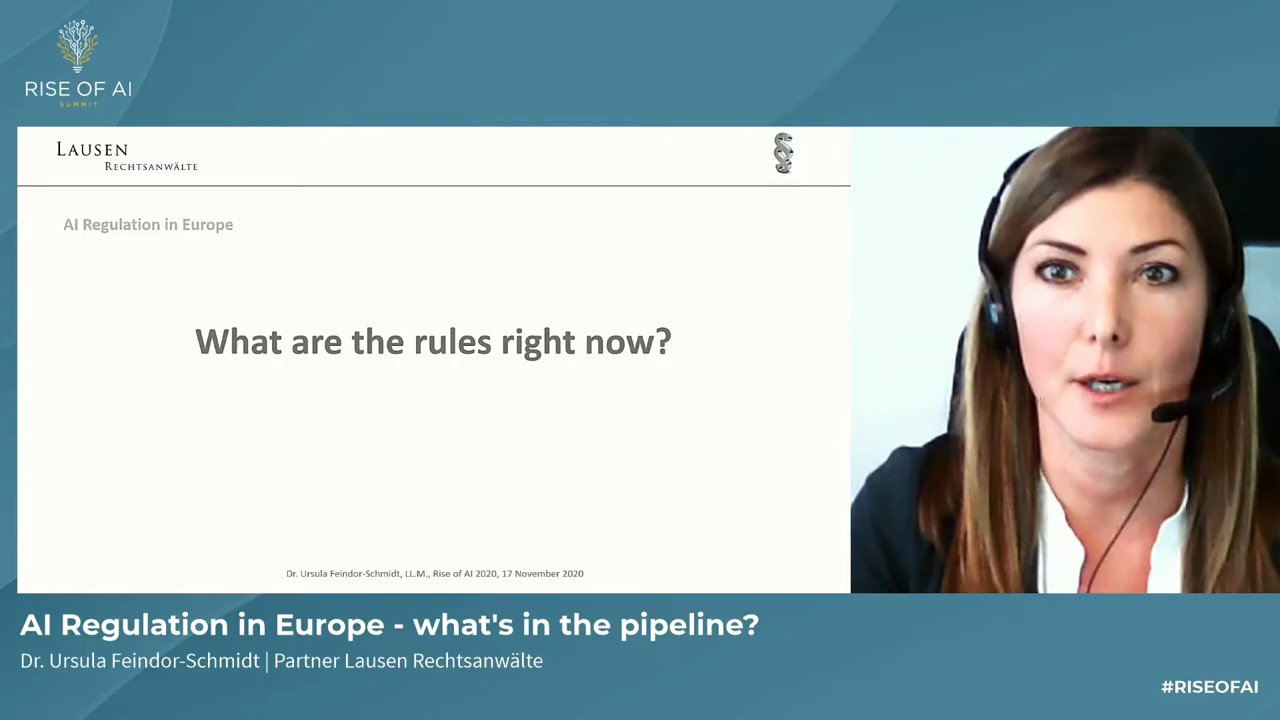 RISE OF AI
SUMMIT
LAUSEN
RECHTSANWÄLTE
AI Regulation in Europe
What are the rules right now?
Dr. Ursula Feindor-Schmidt, LL.M., Rise of AI 2020, 17 November 2020
AI Regulation in Europe - what's in the pipeline?
Dr. Ursula Feindor-Schmidt | Partner Lausen Rechtsanwälte
#RISEOFAI